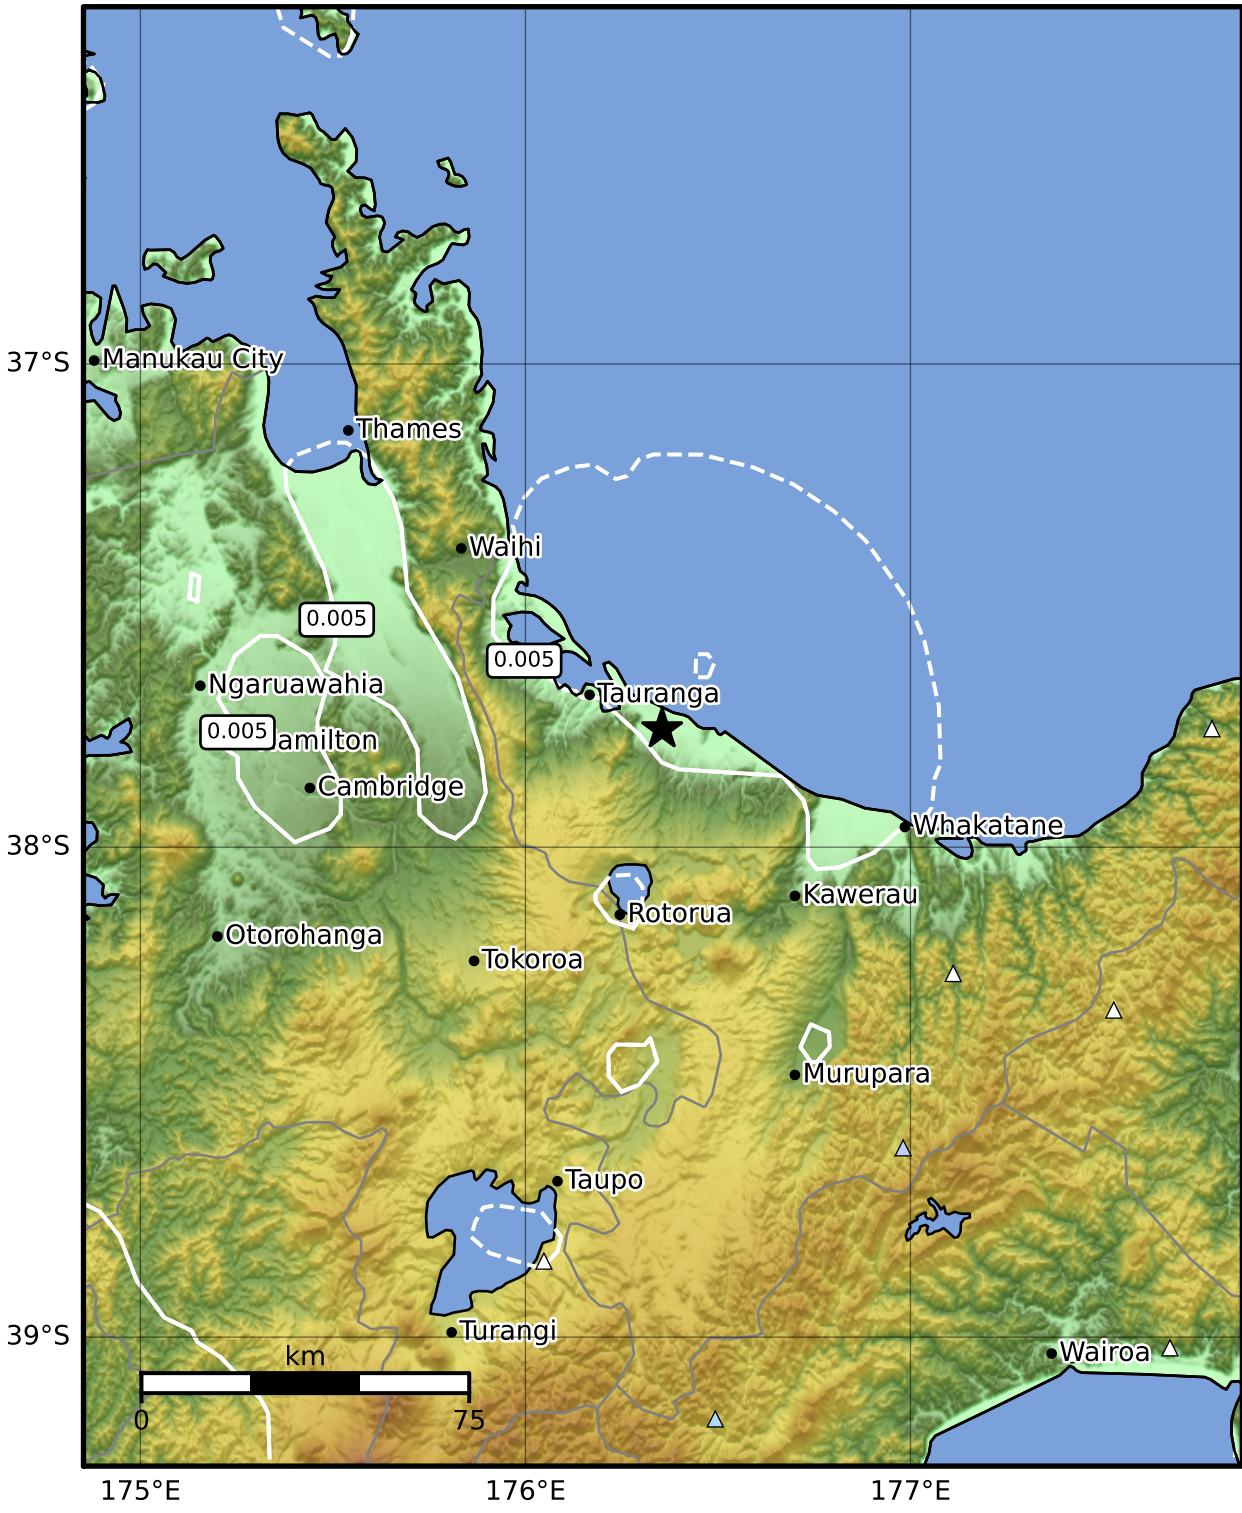 37°S
Manukau City
Thames
Waihi
0.005
0.005
Tauranga
Ngaruawahia
0.005
amilton
Cambridge
38°S
Whakatane
Kawerau
Rotorua
Otorohanga
Tokoroa
Murupara
Taupo
39°S
Turangi
Wairoa
km
0
75
175°E
176°E
177°E